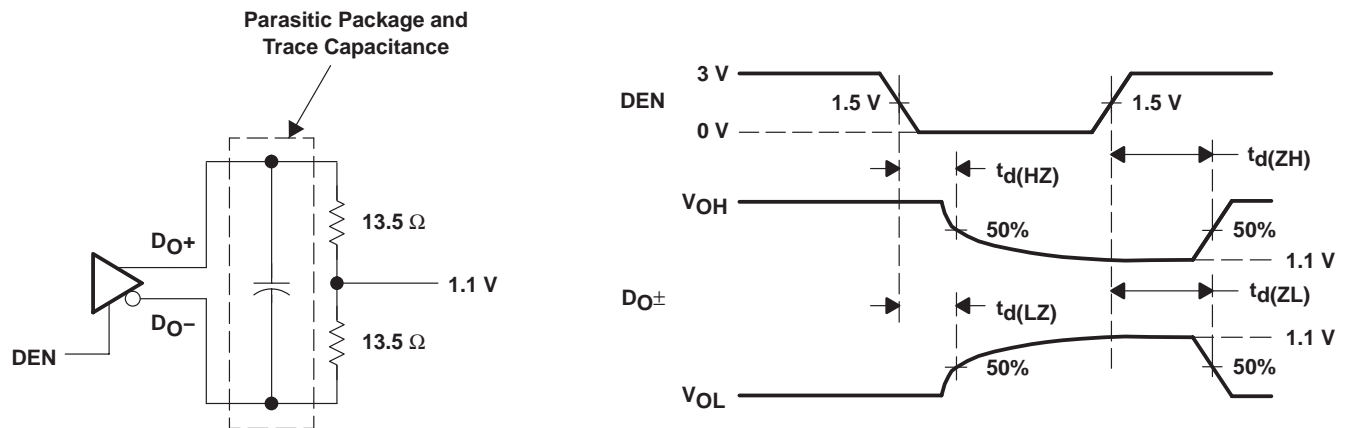 Parasitic Package and
Trace Capacitance
DO+
DO−
DEN
13.5 Ω
1.1 V
13.5 Ω
DEN
3 V
1.5 V
1.5 V
0 V
td(HZ)
td(ZH)
VOH
50%
50%
1.1 V
DO±
td(LZ)
td(ZL)
1.1 V
50%
50%
VOL